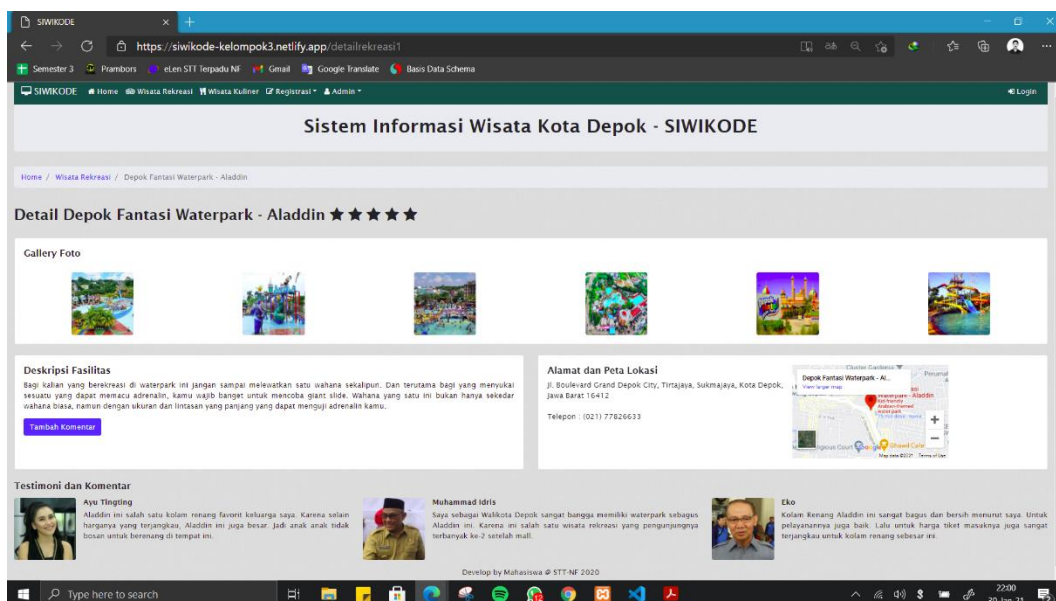 SIWIKODE
https://siwikode-kelompok3.netlify.app/detailrekreasi1
Semester 3 Prambors eLen STT Terpadu NF Gmail Google Translate Basis Data Schema
SIWIKODE Home Wisata Rekreasi Wisata Kuliner Registrasi Admin Login
Sistem Informasi Wisata Kota Depok - SIWIKODE
Home / Wisata Rekreasi / Depok Fantasi Waterpark - Aladdin
Detail Depok Fantasi Waterpark - Aladdin ★★★★★
Gallery Foto
Deskripsi Fasilitas
Bagi kalian yang berekreasi di waterpark ini jangan sampai melewatkan satu wahana sekalipun. Dan terutama bagi yang menyukai
sesuatu yang dapat memacu adrenalin, kamu wajib banget untuk mencoba giant slide. Wahana yang satu ini bukan hanya sekedar
wahana biasa, namun dengan ukuran dan lintasan yang panjang yang dapat menguji adrenalin kamu.
Tambah Komentar
Alamat dan Peta Lokasi
Jl. Boulevard Grand Depok City, Tirtajaya, Sukmajaya, Kota Depok,
Jawa Barat 16412
Telepon : (021) 77826633
Depok Fantasi Waterpark - Al...
View larger map
Waterpark - Aladdin
Google
Map data ©2021 Terms of Use
Testimoni dan Komentar
Ayu Tingting
Aladdin ini salah satu kolam renang favorit keluarga saya. Karena selain
harganya yang terjangkau, Aladdin ini juga besar. Jadi anak anak tidak
bosan untuk berenang di tempat ini.
Muhammad Idris
Saya sebagai Walikota Depok sangat bangga memiliki waterpark sebagus
Aladdin ini. Karena ini salah satu wisata rekreasi yang pengunjungnya
terbanyak ke-2 setelah mall.
Eko
Kolam Renang Aladdin ini sangat bagus dan bersih menurut saya. Untuk
pelayanannya juga baik. Lalu untuk harga tiket masuknya juga sangat
terjangkau untuk kolam renang sebesar ini.
Develop by Mahasiswa @ STT-NF 2020
Type here to search
22:00